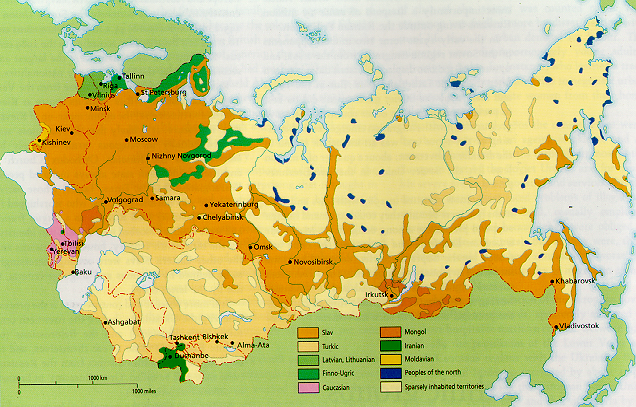 Tallinn
Riga
Vilnius
St Petersburg
Minsk
Kiev
Moscow
Kishinev
Nizhny Novgorod
Volgograd
Samara
Yekaterinburg
Chelyabinsk
Tbilisi
Yerevan
Baku
Omsk
Novosibirsk
Irkutsk
Khabarovsk
Vladivostok
Ashgabat
Tashkent
Bishkek
Alma-Ata
Dushanbe
Slav
Turkic
Latvian, Lithuanian
Finno-Ugric
Caucasian
Mongol
Iranian
Moldavian
Peoples of the north
Sparsely inhabited territories
0
1000 km
0
1000 miles